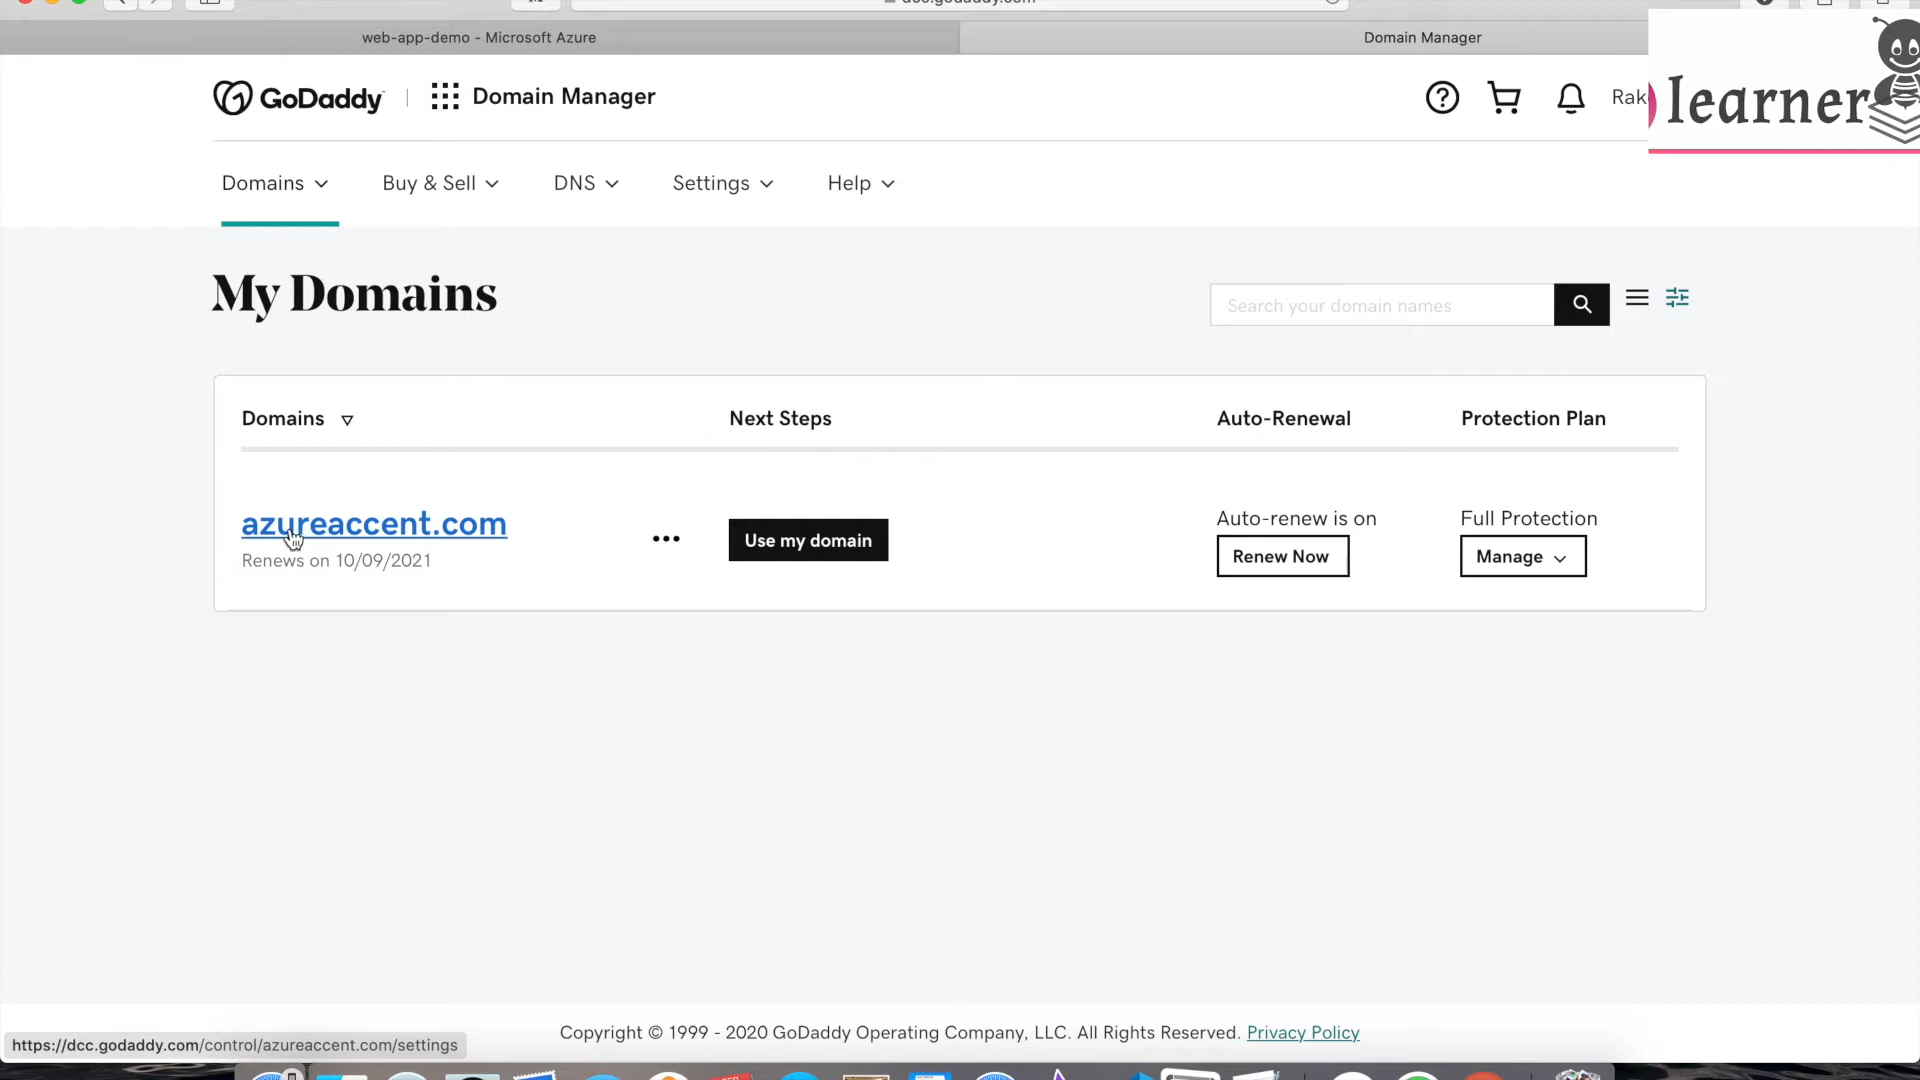 web-app-demo - Microsoft Azure
Domain Manager
GoDaddy
Domain Manager
learner
Domains
Buy & Sell
DNS
Settings
Help
My Domains
Search your domain names
Domains
Next Steps
Auto-Renewal
Protection Plan
azureaccent.com
Renews on 10/09/2021
Use my domain
Auto-renew is on
Renew Now
Full Protection
Manage
Copyright © 1999 - 2020 GoDaddy Operating Company, LLC. All Rights Reserved. Privacy Policy
https://dcc.godaddy.com/control/azureaccent.com/settings